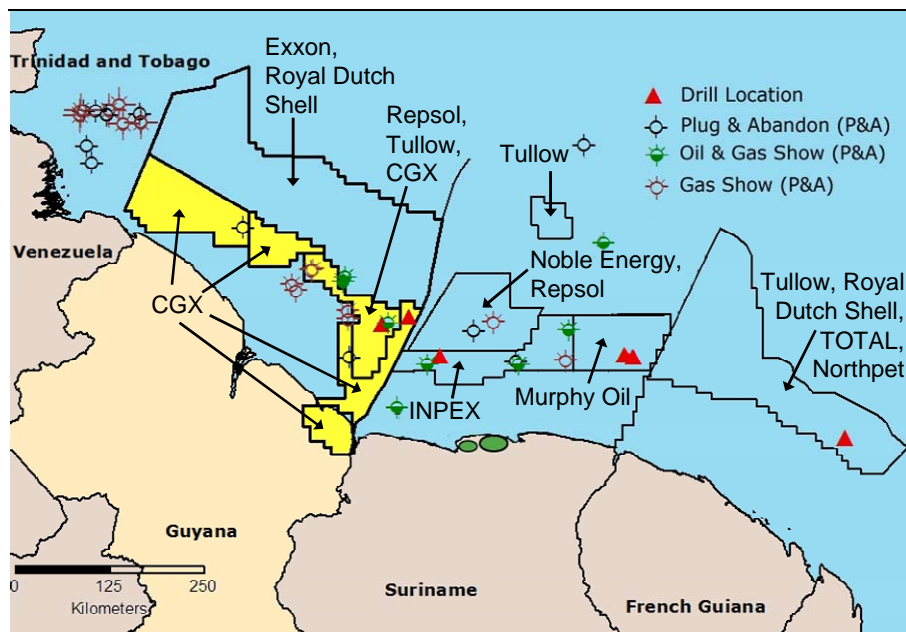 Trinidad and Tobago
Exxon,
Royal Dutch
Shell
Repsol,
Tullow,
CGX
Tullow
Drill Location
Plug & Abandon (P&A)
Oil & Gas Show (P&A)
Gas Show (P&A)
Venezuela
CGX
Noble Energy,
Repsol
Tullow, Royal
Dutch Shell,
TOTAL,
Northpet
INPEX
Murphy Oil
Guyana
Suriname
French Guiana
0 125 250
Kilometers